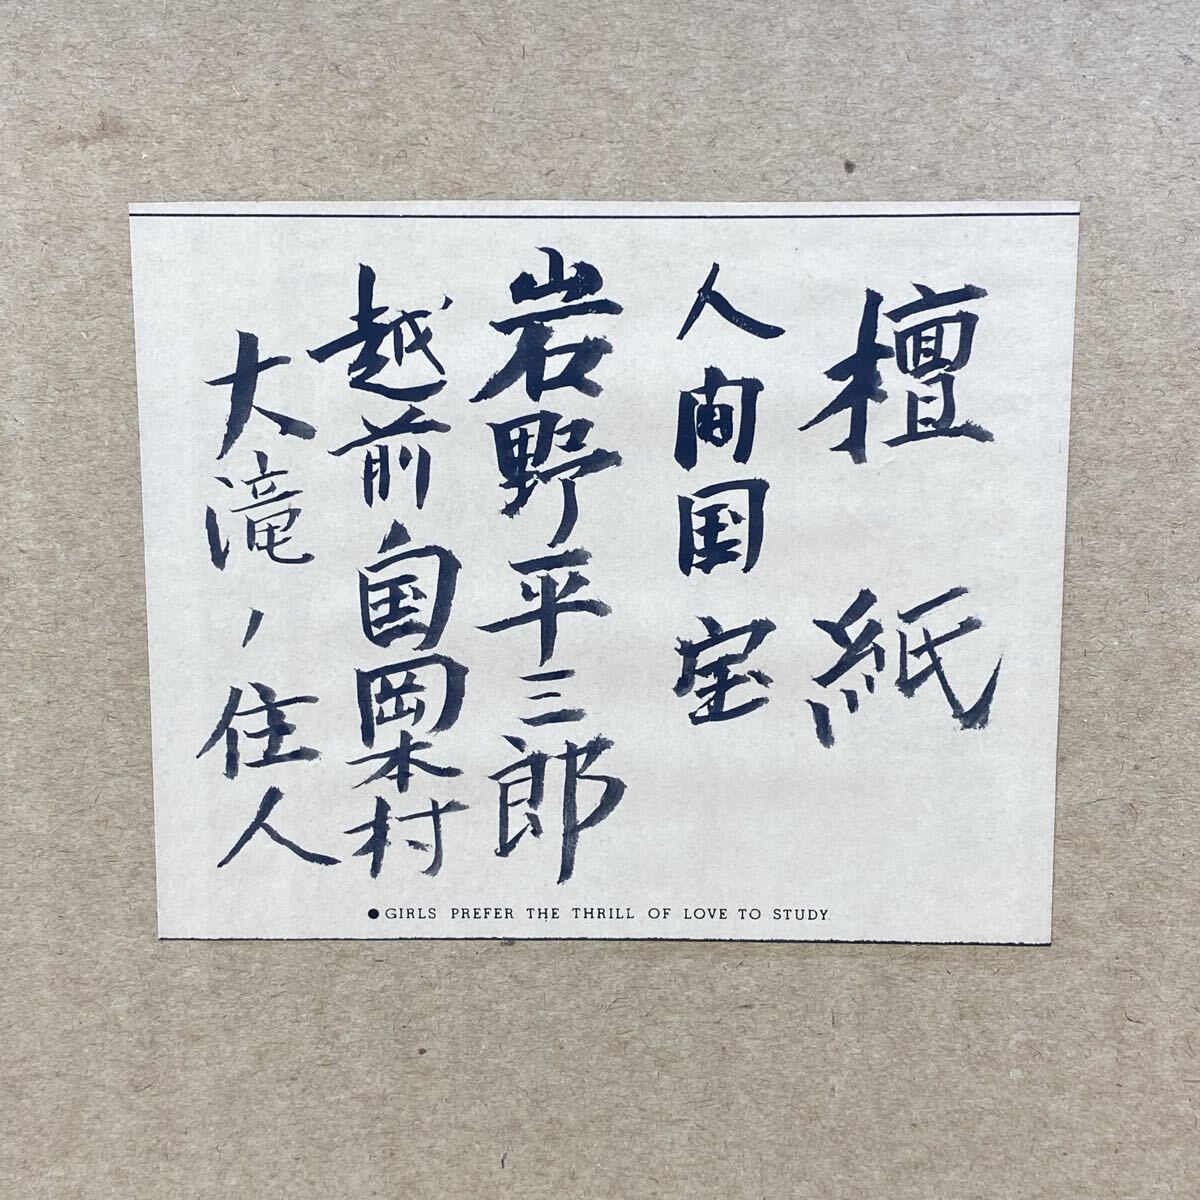 檀紙
人间国宝
岩野平三郎
越前国岡本村
大滝ノ住人
●GIRLS PREFER THE THRILL OF LOVE TO STUDY.